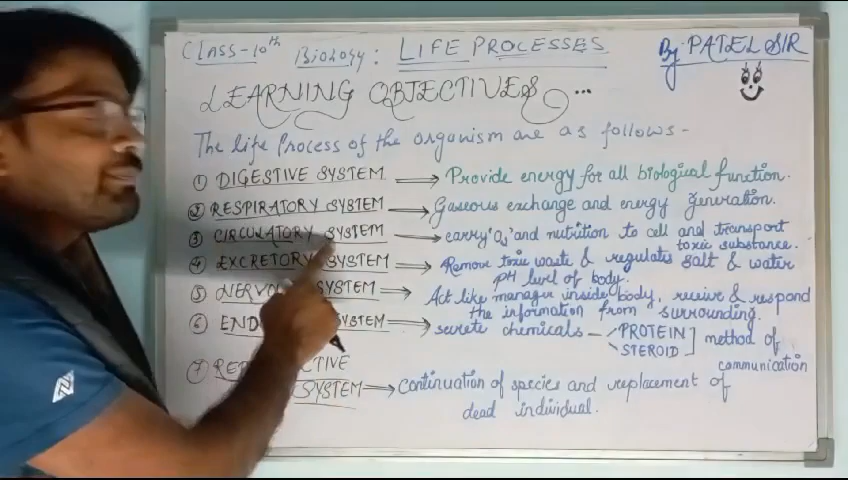 CLASS-10th Biology: LIFE PROCESSES By. PATEL SIR
LEARNING OBJECTIVES ...
The life Process of the organism are as follows-
① DIGESTIVE SYSTEM → Provide energy for all biological function.
② RESPIRATORY SYSTEM → Gaseous exchange and energy generation.
③ CIRCULATORY SYSTEM → carry 'O₂' and nutrition to cell and transport
toxic substance.
④ EXCRETORY SYSTEM → Remove toxic waste & regulates salt & water
pH level of body.
⑤ SYSTEM → Act like manager inside body, receive & respond
the information from surrounding.
⑥ SYSTEM → secrete chemicals - PROTEIN
STEROID ] method of
communication
⑦
SYSTEM → Continuation of species and replacement of
dead individual.